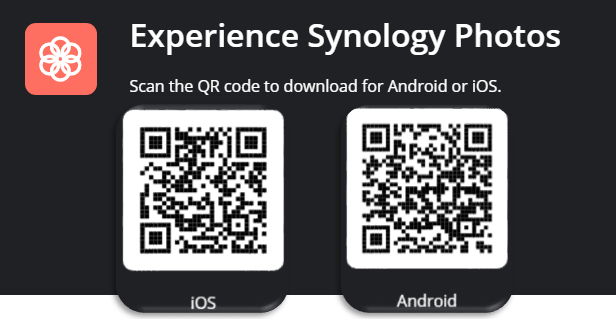 Experience Synology Photos
Scan the QR code to download for Android or iOS.
iOS
Android